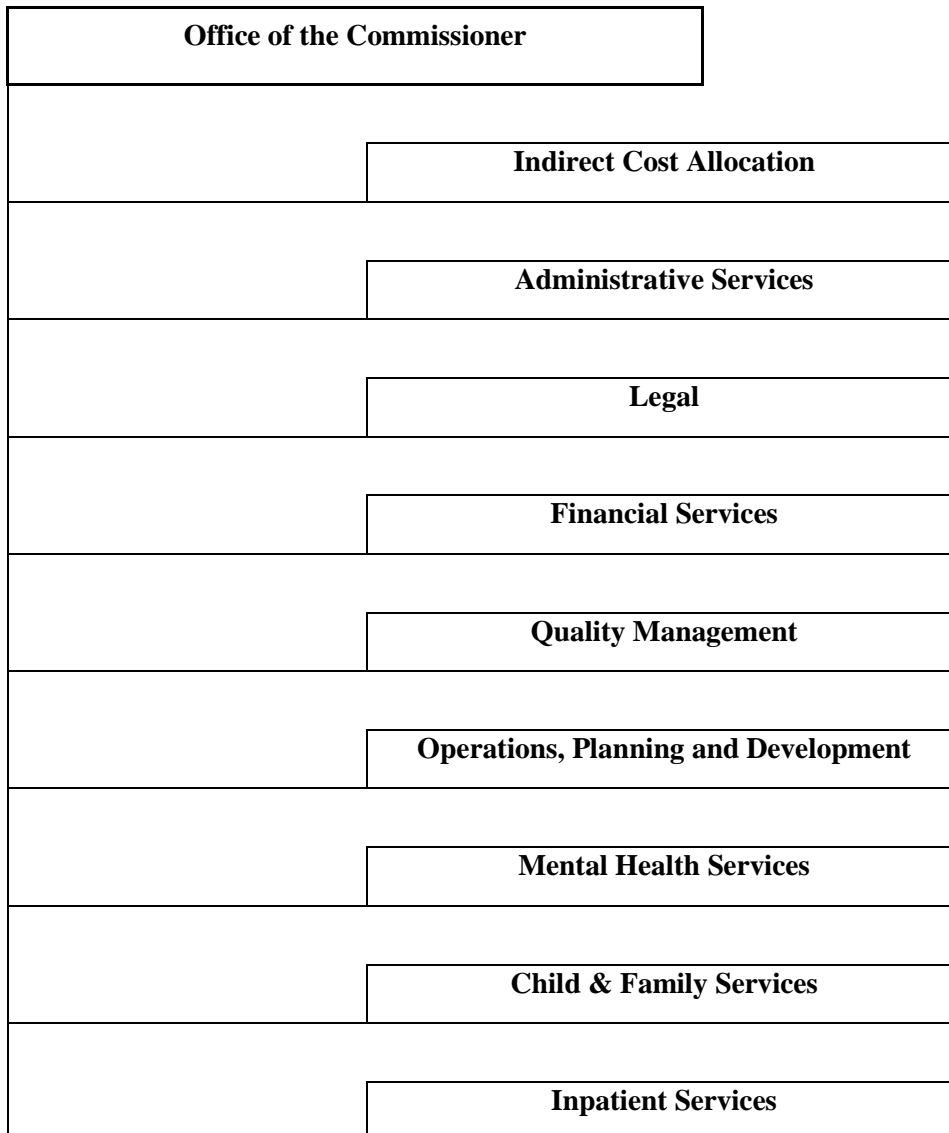 Office of the Commissioner
Indirect Cost Allocation
Administrative Services
Legal
Financial Services
Quality Management
Operations, Planning and Development
Mental Health Services
Child & Family Services
Inpatient Services